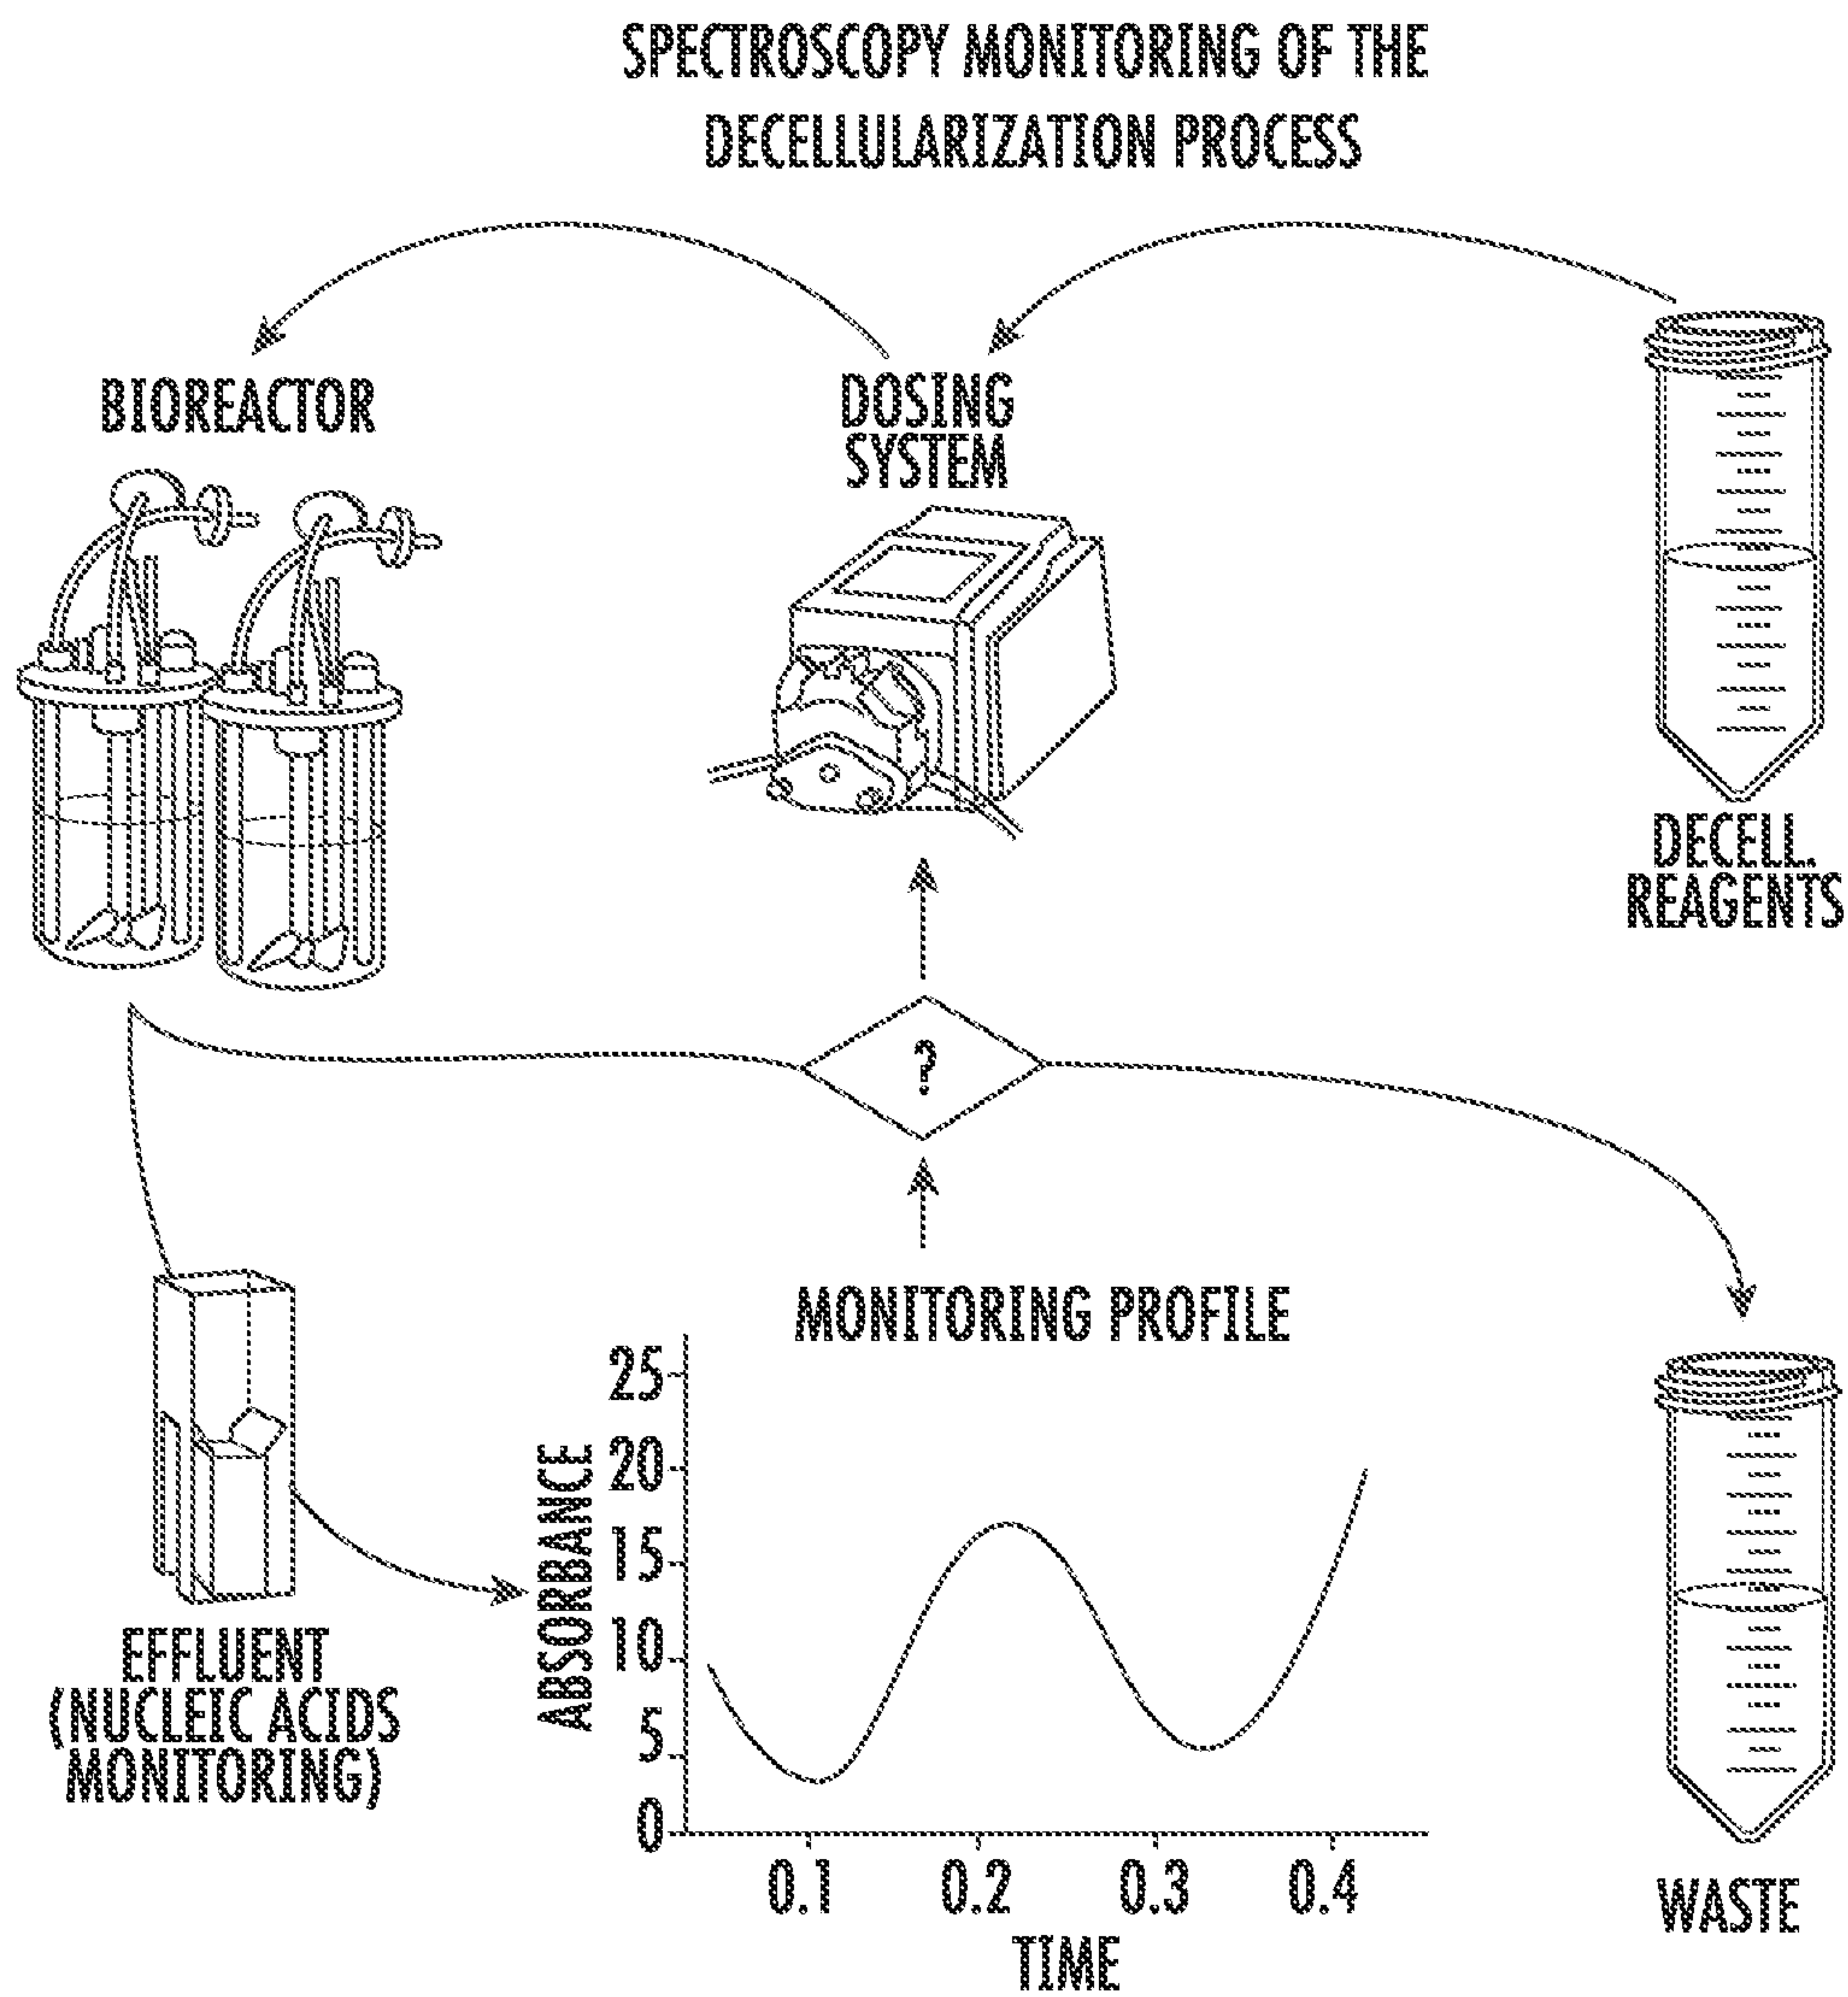 SPECTROSCOPY MONITORING OF THE
DECELLULARIZATION PROCESS
BIOREACTOR
DOSING
SYSTEM
DECELL.
REAGENTS
?
MONITORING PROFILE
25
20
15
10
5
0
ABSORBANCE
0.1 0.2 0.3 0.4
TIME
EFFLUENT
(NUCLEIC ACIDS
MONITORING)
WASTE